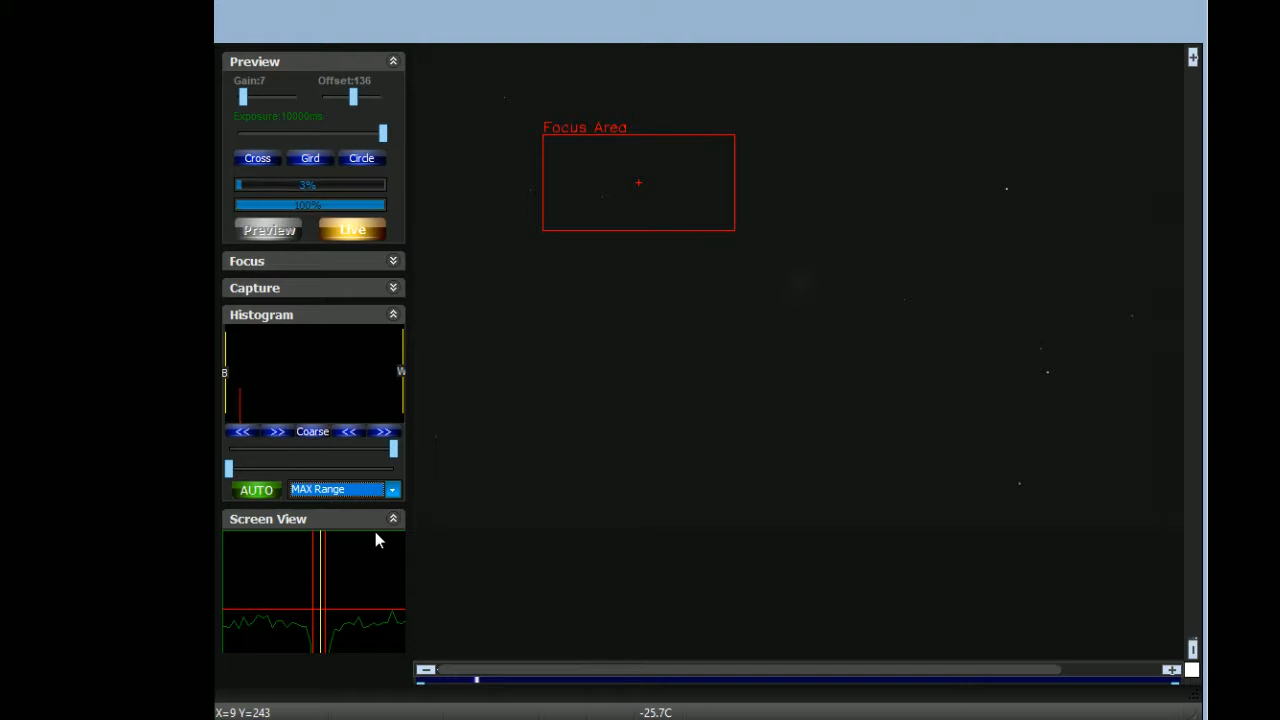 Preview
Gain:7 Offset:136
Exposure:10000ms
Cross Gird Circle
3%
100%
Preview Live
Focus
Capture
Histogram
B W
<< >> Coarse << >>
AUTO MAX Range
Screen View
Focus Area
X=9 Y=243 -25.7C